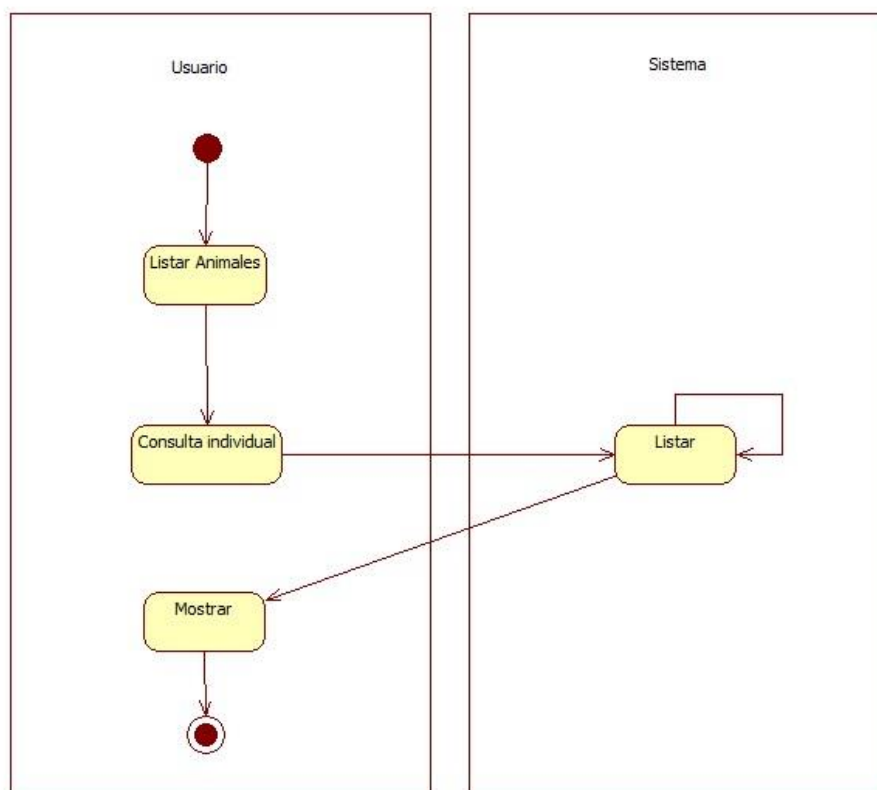 Usuario
Sistema
Listar Animales
Consulta individual
Listar
Mostrar